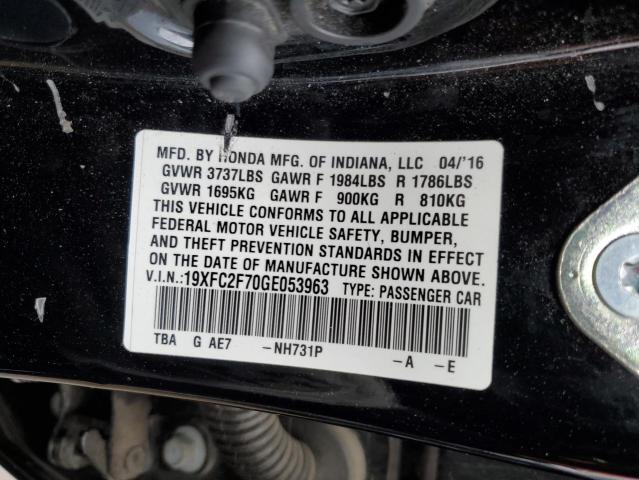 MFD. BY HONDA MFG. OF INDIANA, LLC 04/'16
GVWR 3737LBS GAWR F 1984LBS R 1786LBS
GVWR 1695KG GAWR F 900KG R 810KG
THIS VEHICLE CONFORMS TO ALL APPLICABLE
FEDERAL MOTOR VEHICLE SAFETY, BUMPER,
AND THEFT PREVENTION STANDARDS IN EFFECT
ON THE DATE OF MANUFACTURE SHOWN ABOVE.
V.I.N.:19XFC2F70GE053963 TYPE: PASSENGER CAR
TBA G AE7 -NH731P -A -E